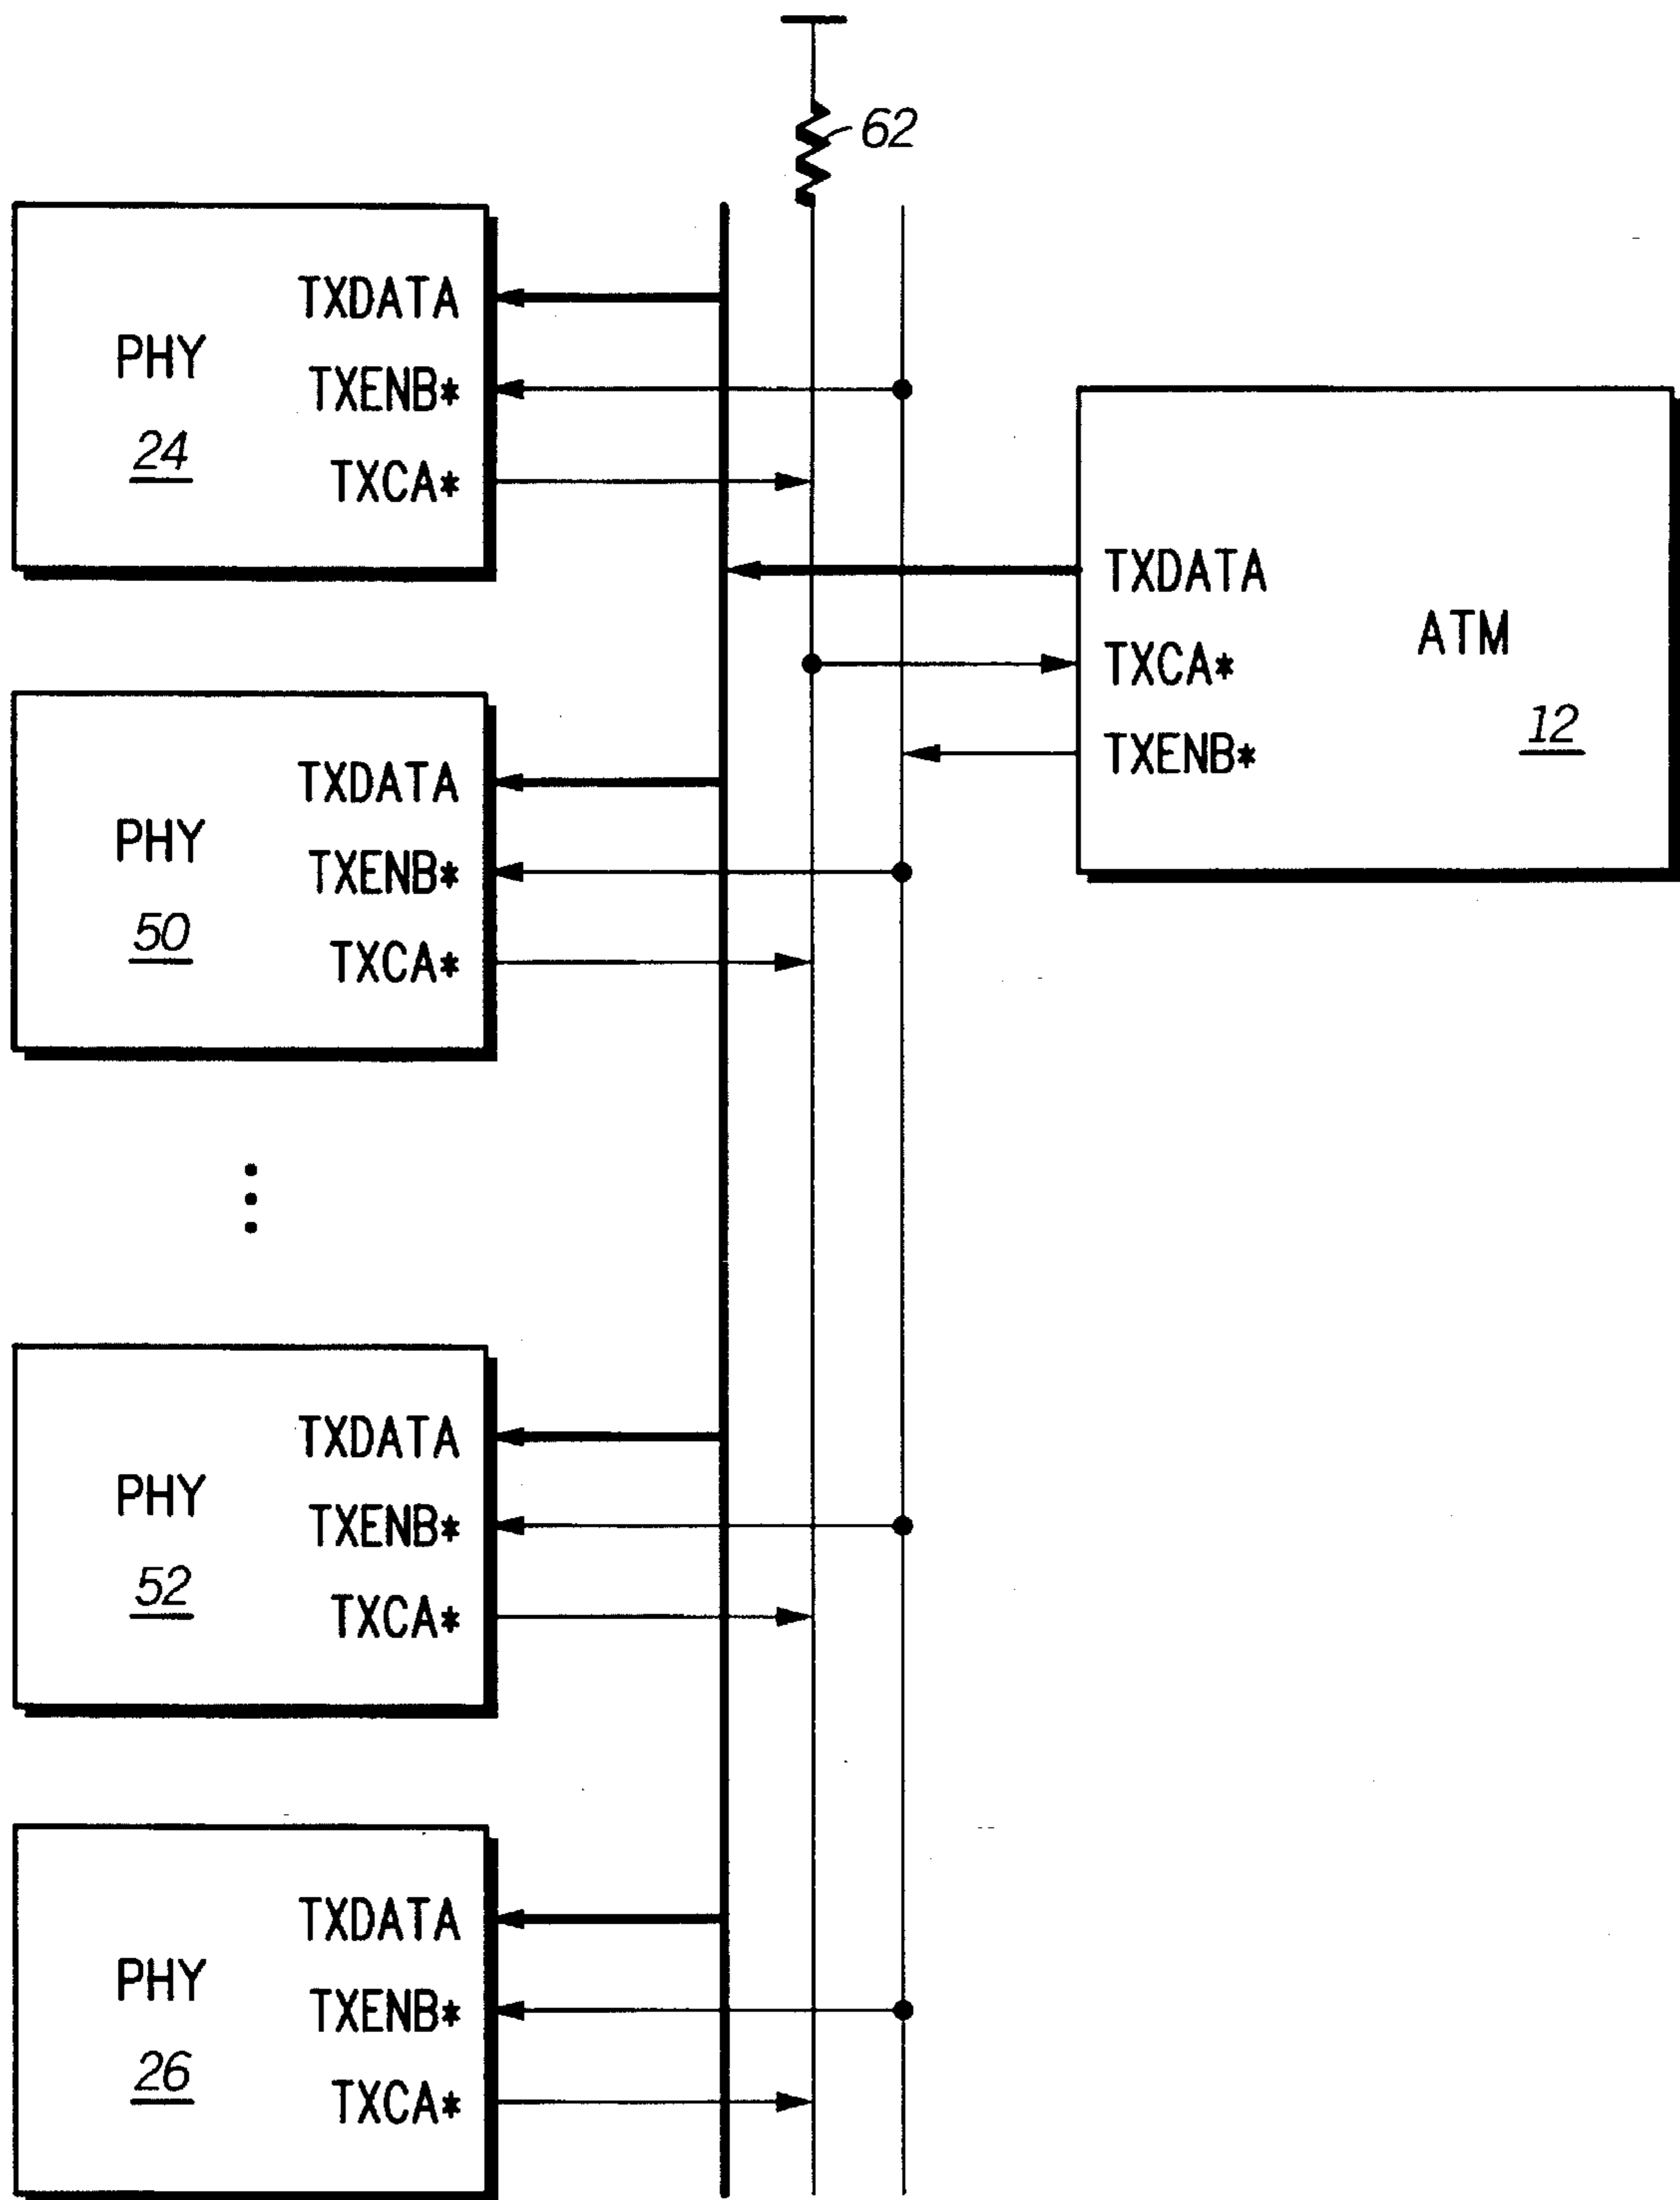 62
TXDATA
PHY
TXENB*
24
TXCA*
TXDATA
ATM
TXCA*
12
TXENB*
TXDATA
PHY
TXENB*
50
TXCA*
TXDATA
PHY
TXENB*
52
TXCA*
TXDATA
PHY
TXENB*
26
TXCA*